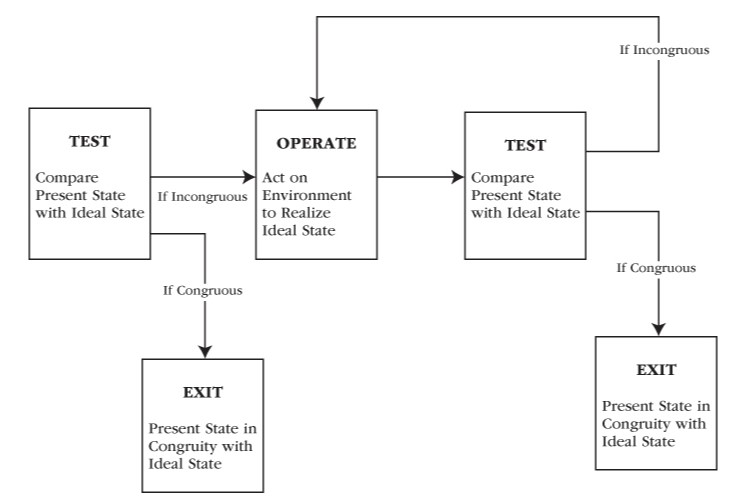 If Incongruous
TEST
Compare
Present State
with Ideal State
If Incongruous
OPERATE
Act on
Environment
to Realize
Ideal State
TEST
Compare
Present State
with Ideal State
If Congruous
If Congruous
EXIT
Present State in
Congruity with
Ideal State
EXIT
Present State in
Congruity with
Ideal State